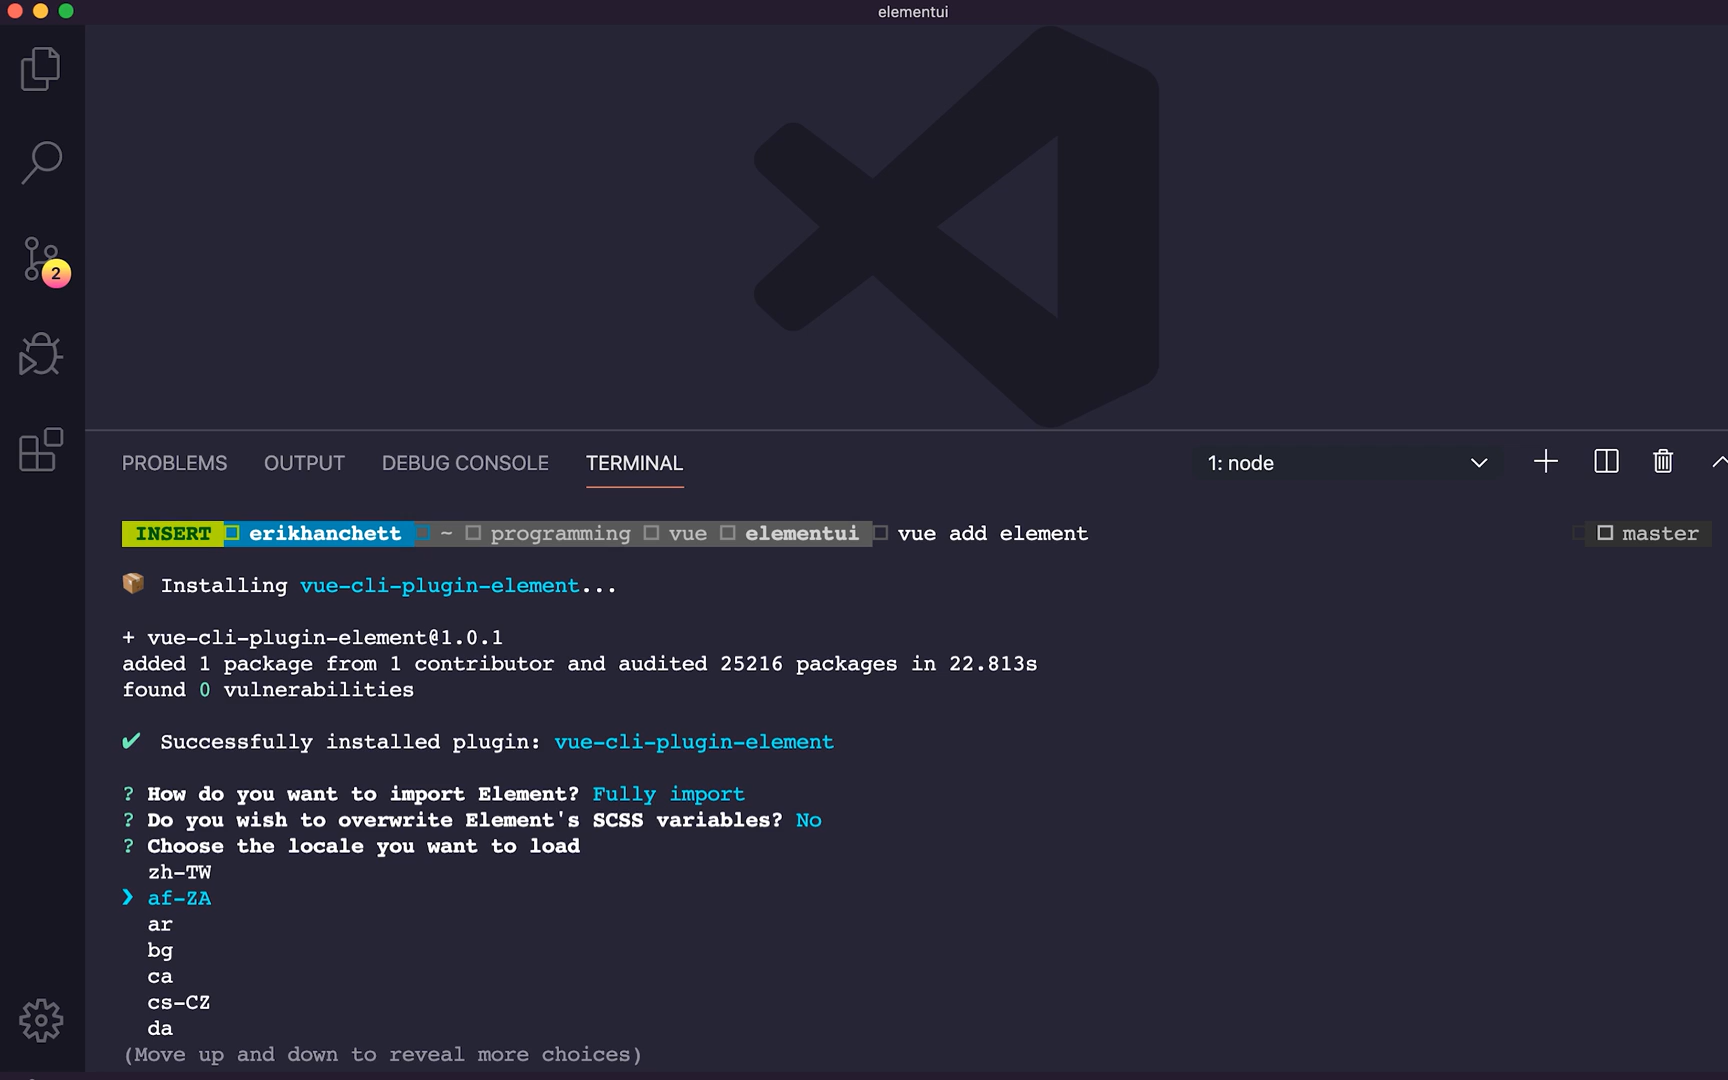 elementui
2
PROBLEMS OUTPUT DEBUG CONSOLE TERMINAL 1: node
INSERT erikhanchett ~ programming vue elementui vue add element master
Installing vue-cli-plugin-element...
+ vue-cli-plugin-element@1.0.1
added 1 package from 1 contributor and audited 25216 packages in 22.813s
found 0 vulnerabilities
✔ Successfully installed plugin: vue-cli-plugin-element
? How do you want to import Element? Fully import
? Do you wish to overwrite Element's SCSS variables? No
? Choose the locale you want to load
zh-TW
❯ af-ZA
ar
bg
ca
cs-CZ
da
(Move up and down to reveal more choices)